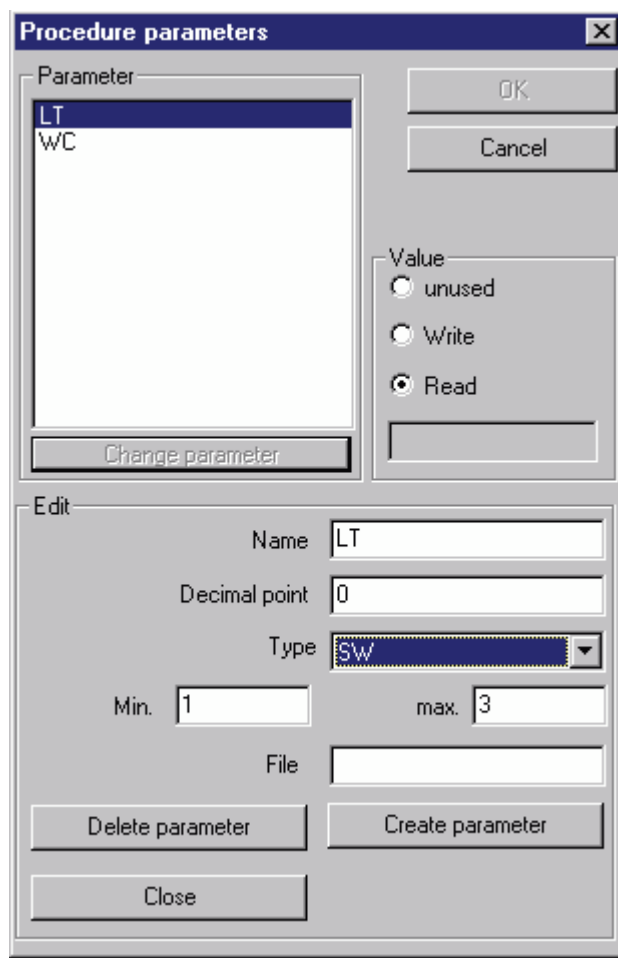 Procedure parameters
Parameter
LT
WC
Change parameter
OK
Cancel
Value
unused
Write
Read
Edit
Name LT
Decimal point 0
Type SW
Min. 1 max. 3
File
Delete parameter Create parameter
Close